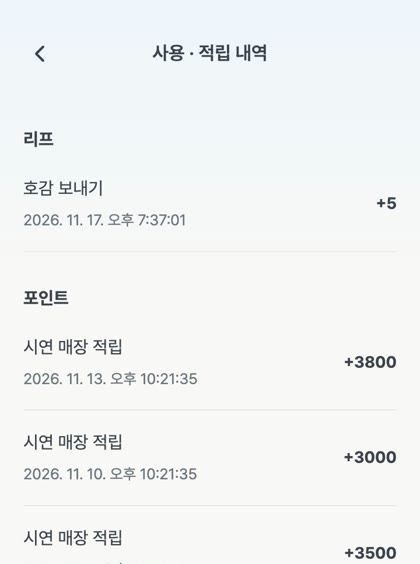 사용 · 적립 내역
리프
호감 보내기
+5
2026. 11. 17. 오후 7:37:01
포인트
시연 매장 적립
+3800
2026. 11. 13. 오후 10:21:35
시연 매장 적립
+3000
2026. 11. 10. 오후 10:21:35
시연 매장 적립
+3500